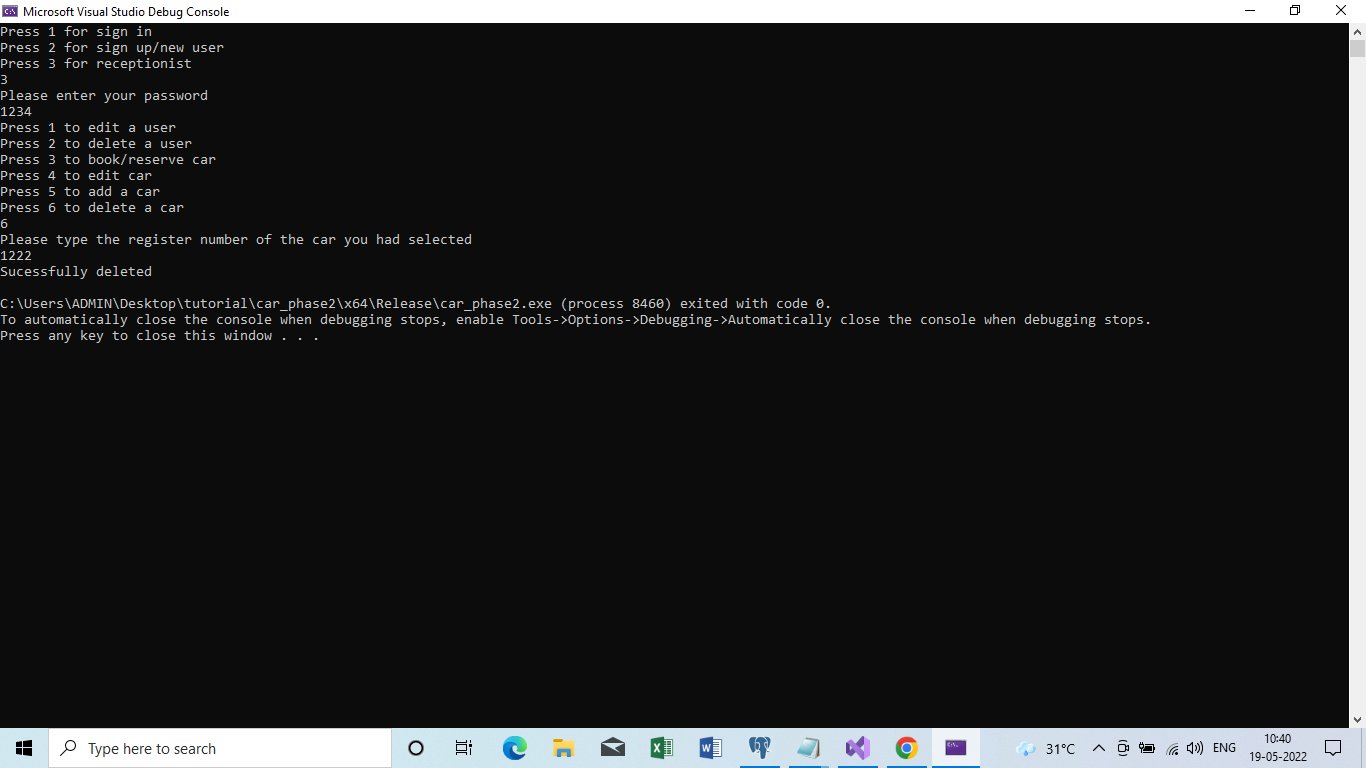 Microsoft Visual Studio Debug Console
Press 1 for sign in
Press 2 for sign up/new user
Press 3 for receptionist
3
Please enter your password
1234
Press 1 to edit a user
Press 2 to delete a user
Press 3 to book/reserve car
Press 4 to edit car
Press 5 to add a car
Press 6 to delete a car
6
Please type the register number of the car you had selected
1222
Sucessfully deleted
C:\Users\ADMIN\Desktop\tutorial\car_phase2\x64\Release\car_phase2.exe (process 8460) exited with code 0.
To automatically close the console when debugging stops, enable Tools->Options->Debugging->Automatically close the console when debugging stops.
Press any key to close this window . . .
Type here to search
31°C
ENG
10:40
19-05-2022